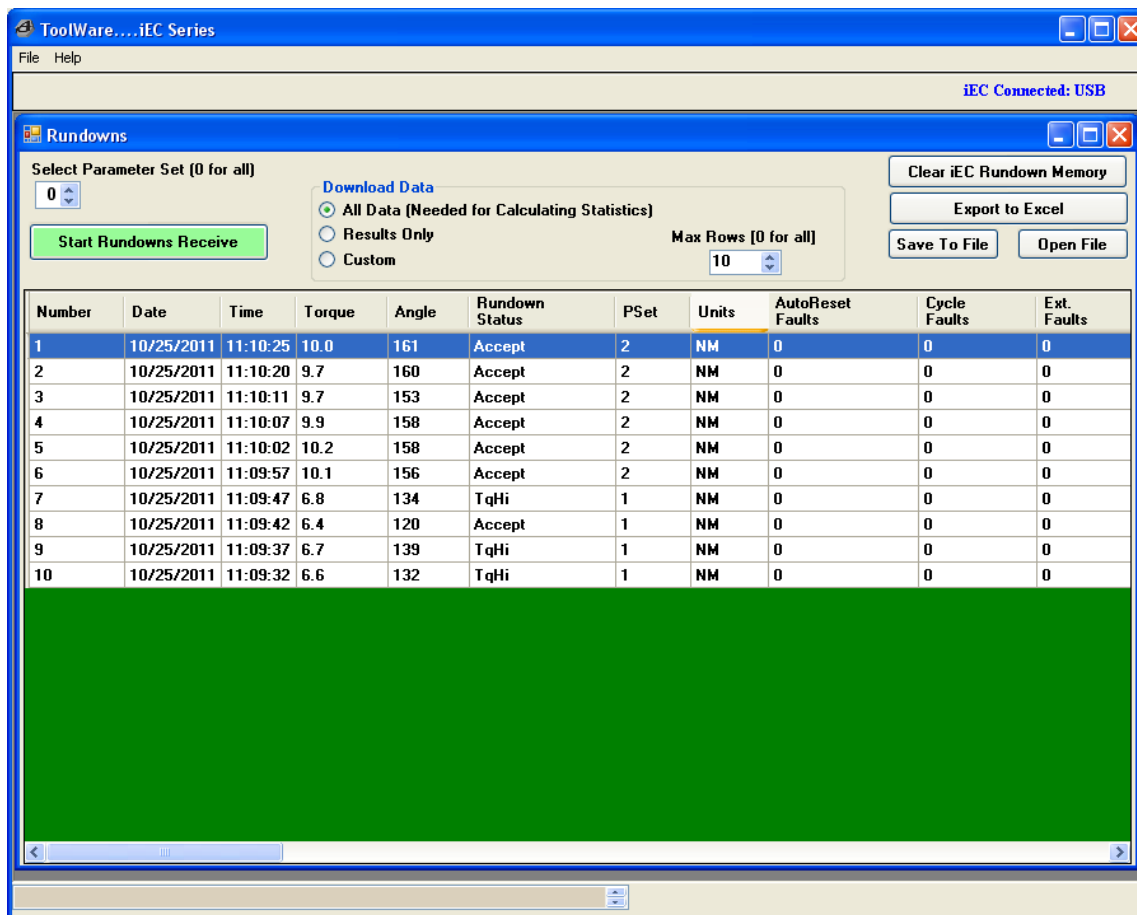 ToolWare....iEC Series
File Help
iEC Connected: USB
Rundowns
Select Parameter Set (0 for all)
0
Start Rundowns Receive
Download Data
All Data (Needed for Calculating Statistics)
Results Only
Custom
Max Rows (0 for all)
10
Clear iEC Rundown Memory
Export to Excel
Save To File Open File
Number Date Time Torque Angle Rundown Status PSet Units AutoReset Faults Cycle Faults Ext. Faults
1 10/25/2011 11:10:25 10.0 161 Accept 2 NM 0 0 0
2 10/25/2011 11:10:20 9.7 160 Accept 2 NM 0 0 0
3 10/25/2011 11:10:11 9.7 153 Accept 2 NM 0 0 0
4 10/25/2011 11:10:07 9.9 158 Accept 2 NM 0 0 0
5 10/25/2011 11:10:02 10.2 158 Accept 2 NM 0 0 0
6 10/25/2011 11:09:57 10.1 156 Accept 2 NM 0 0 0
7 10/25/2011 11:09:47 6.8 134 TqHi 1 NM 0 0 0
8 10/25/2011 11:09:42 6.4 120 Accept 1 NM 0 0 0
9 10/25/2011 11:09:37 6.7 139 TqHi 1 NM 0 0 0
10 10/25/2011 11:09:32 6.6 132 TqHi 1 NM 0 0 0